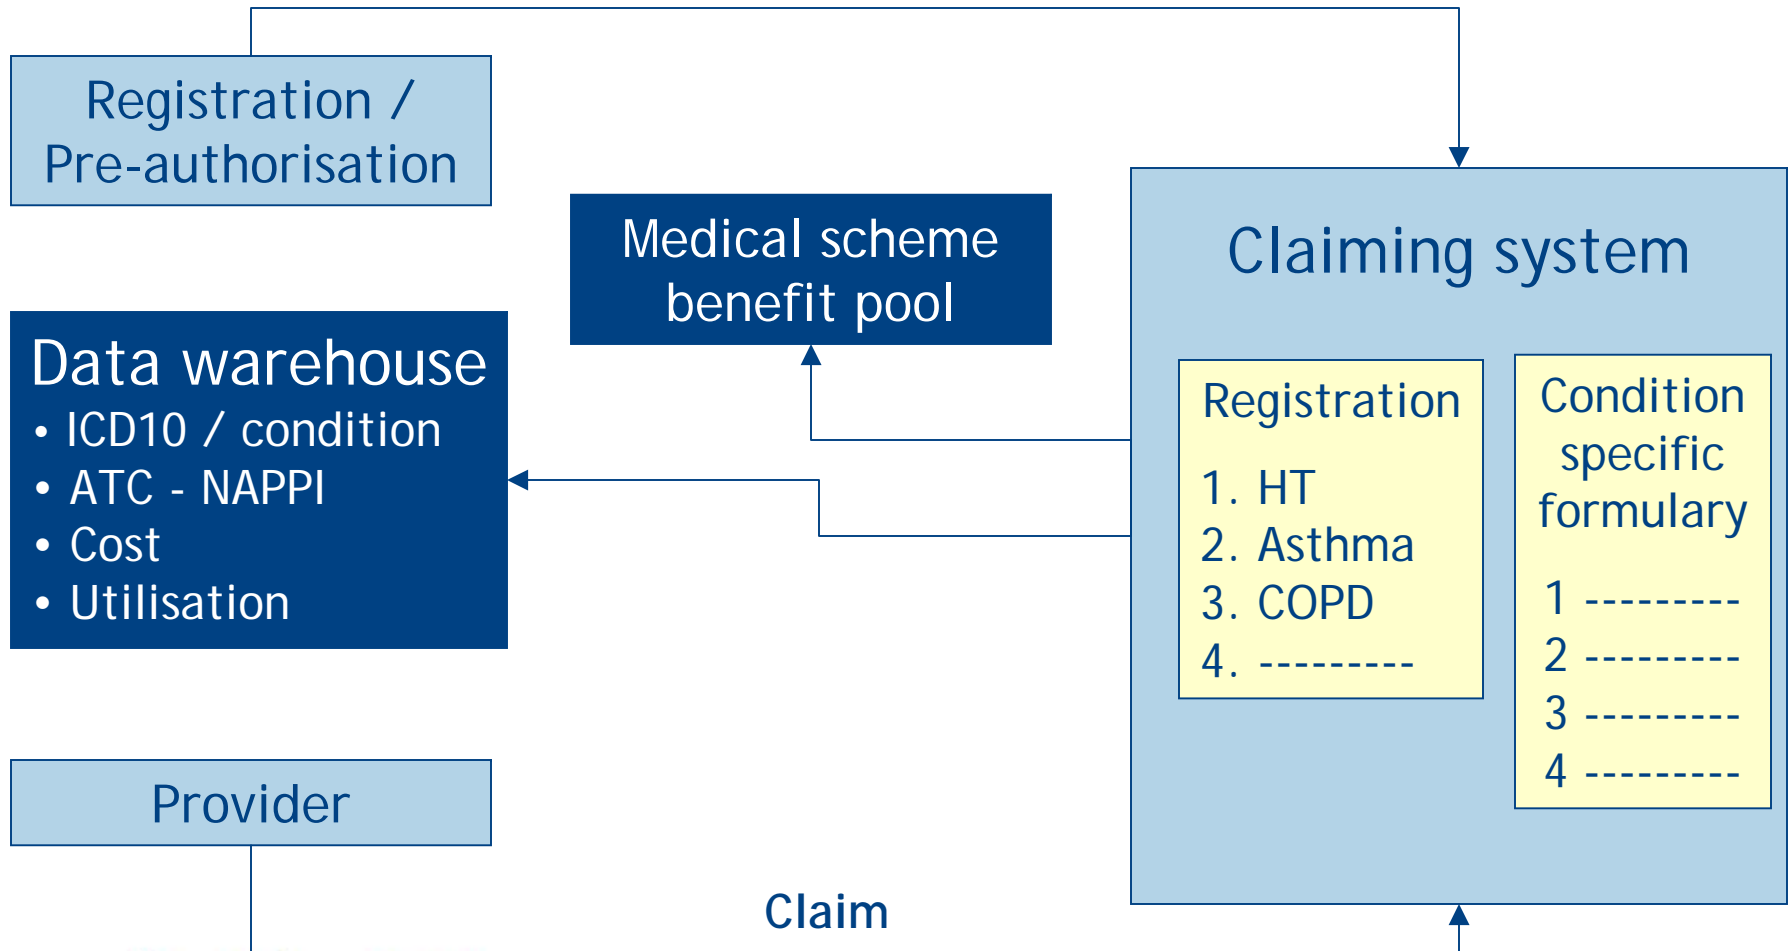 Registration /
Pre-authorisation
Medical scheme
benefit pool
Data warehouse
• ICD10 / condition
• ATC - NAPPI
• Cost
• Utilisation
Provider
Claim
Claiming system
Registration
1. HT
2. Asthma
3. COPD
4. ---------
Condition
specific
formulary
1 ---------
2 ---------
3 ---------
4 ---------